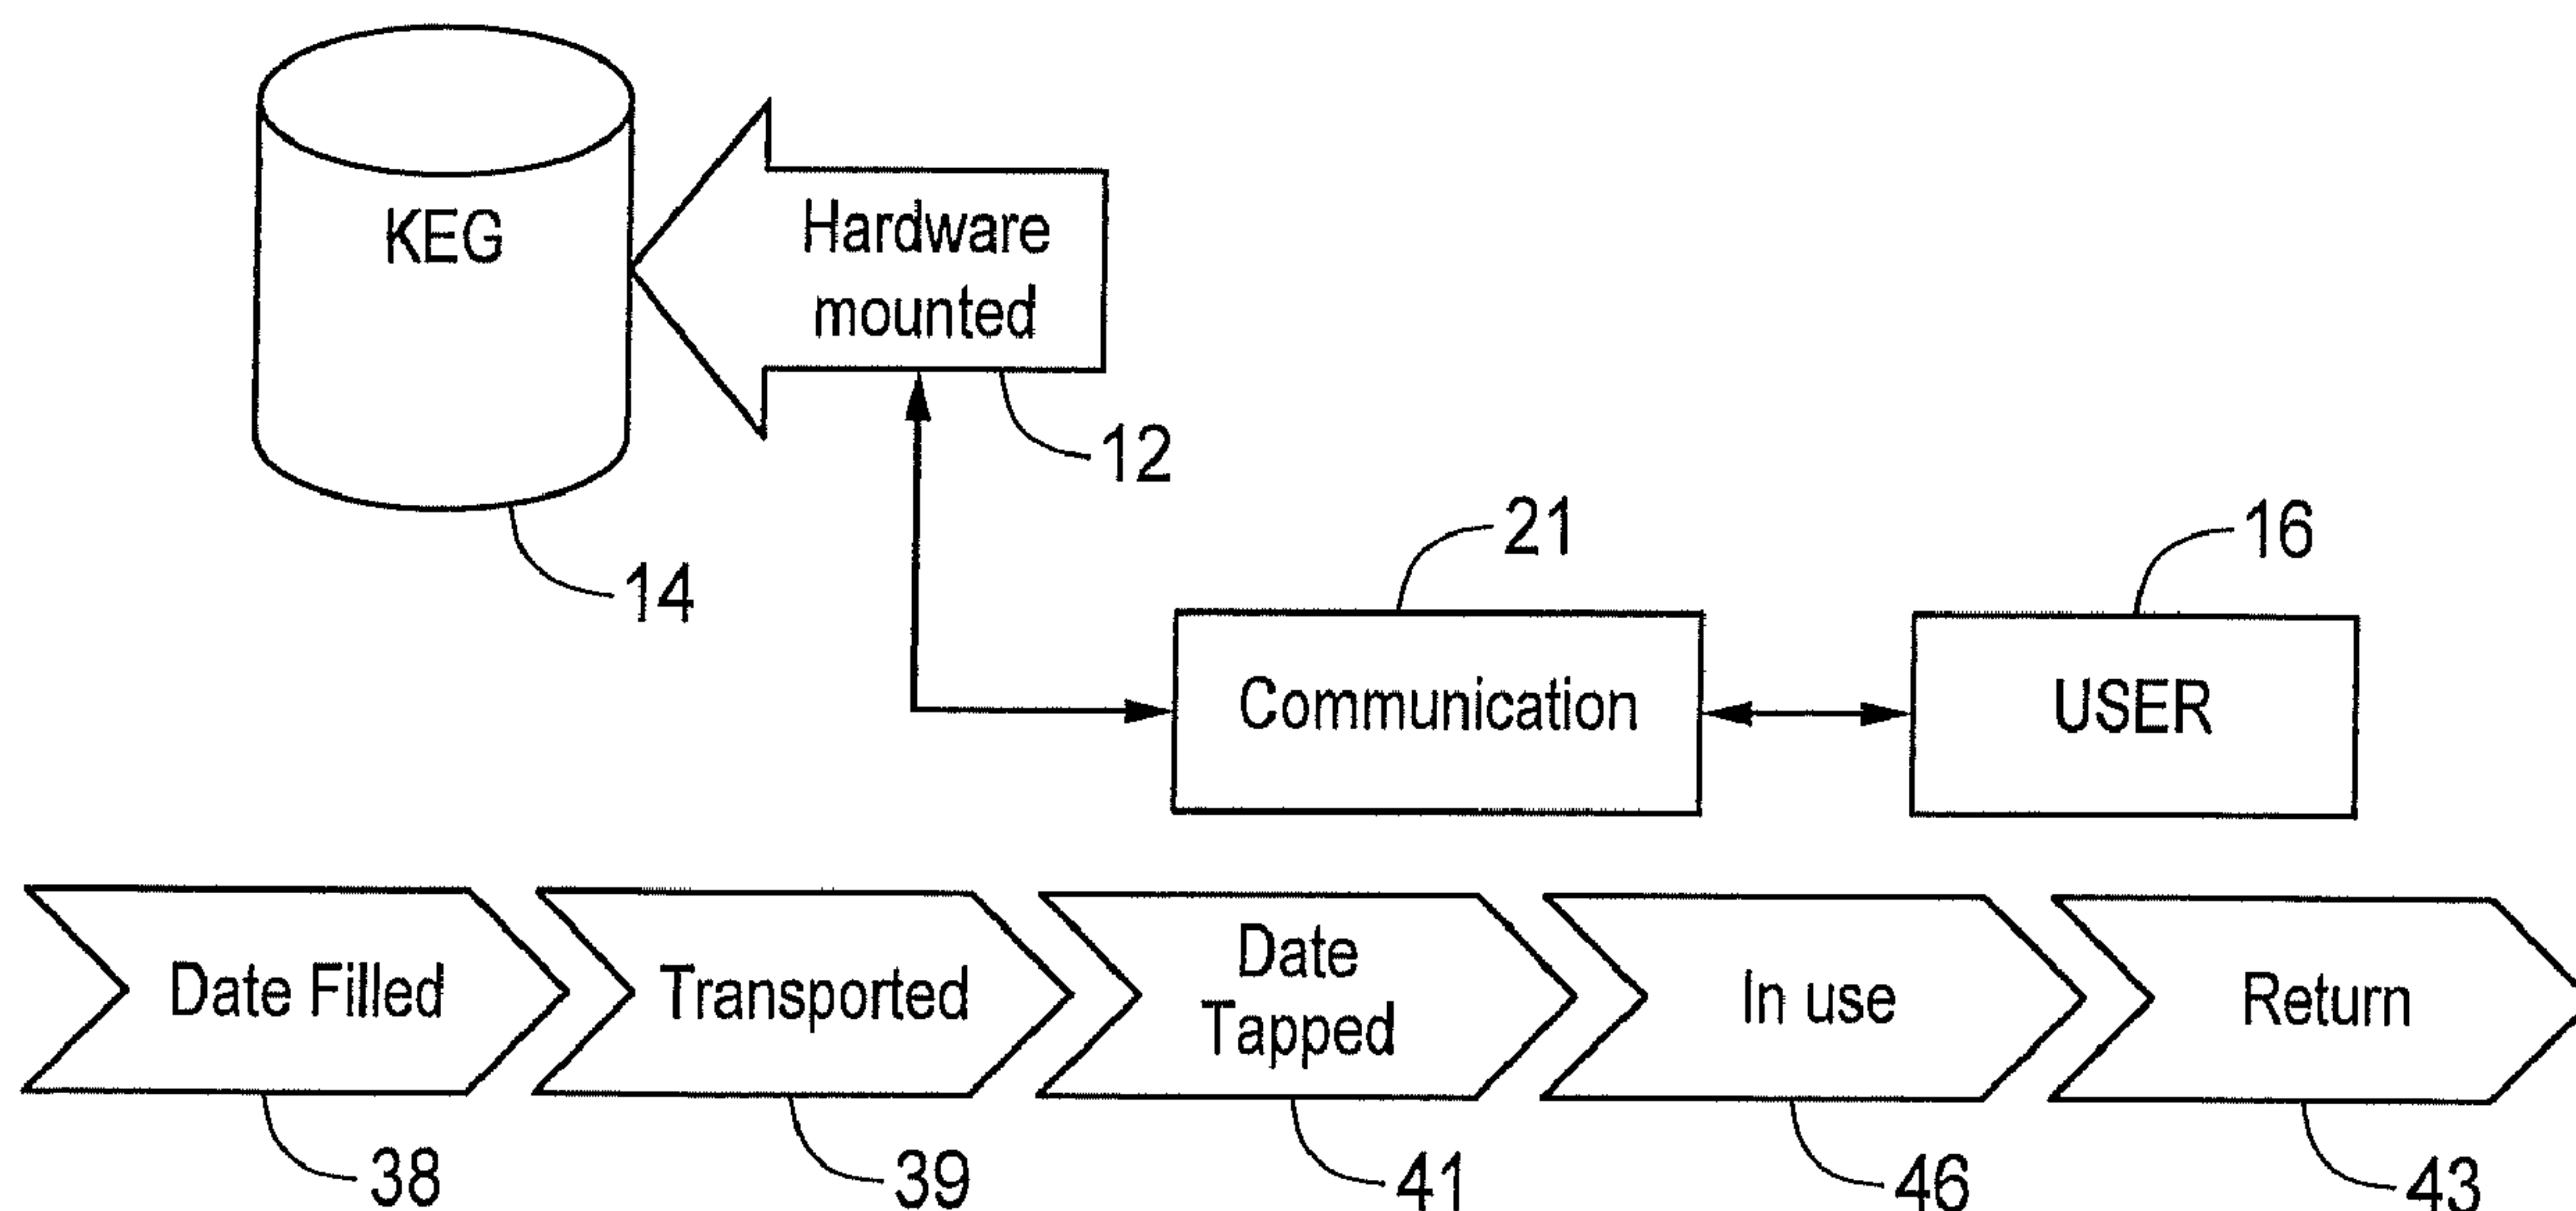 KEG
Hardware
mounted
12
14
21
16
Communication
USER
Date Filled
Transported
Date
Tapped
In use
Return
38
39
41
46
43